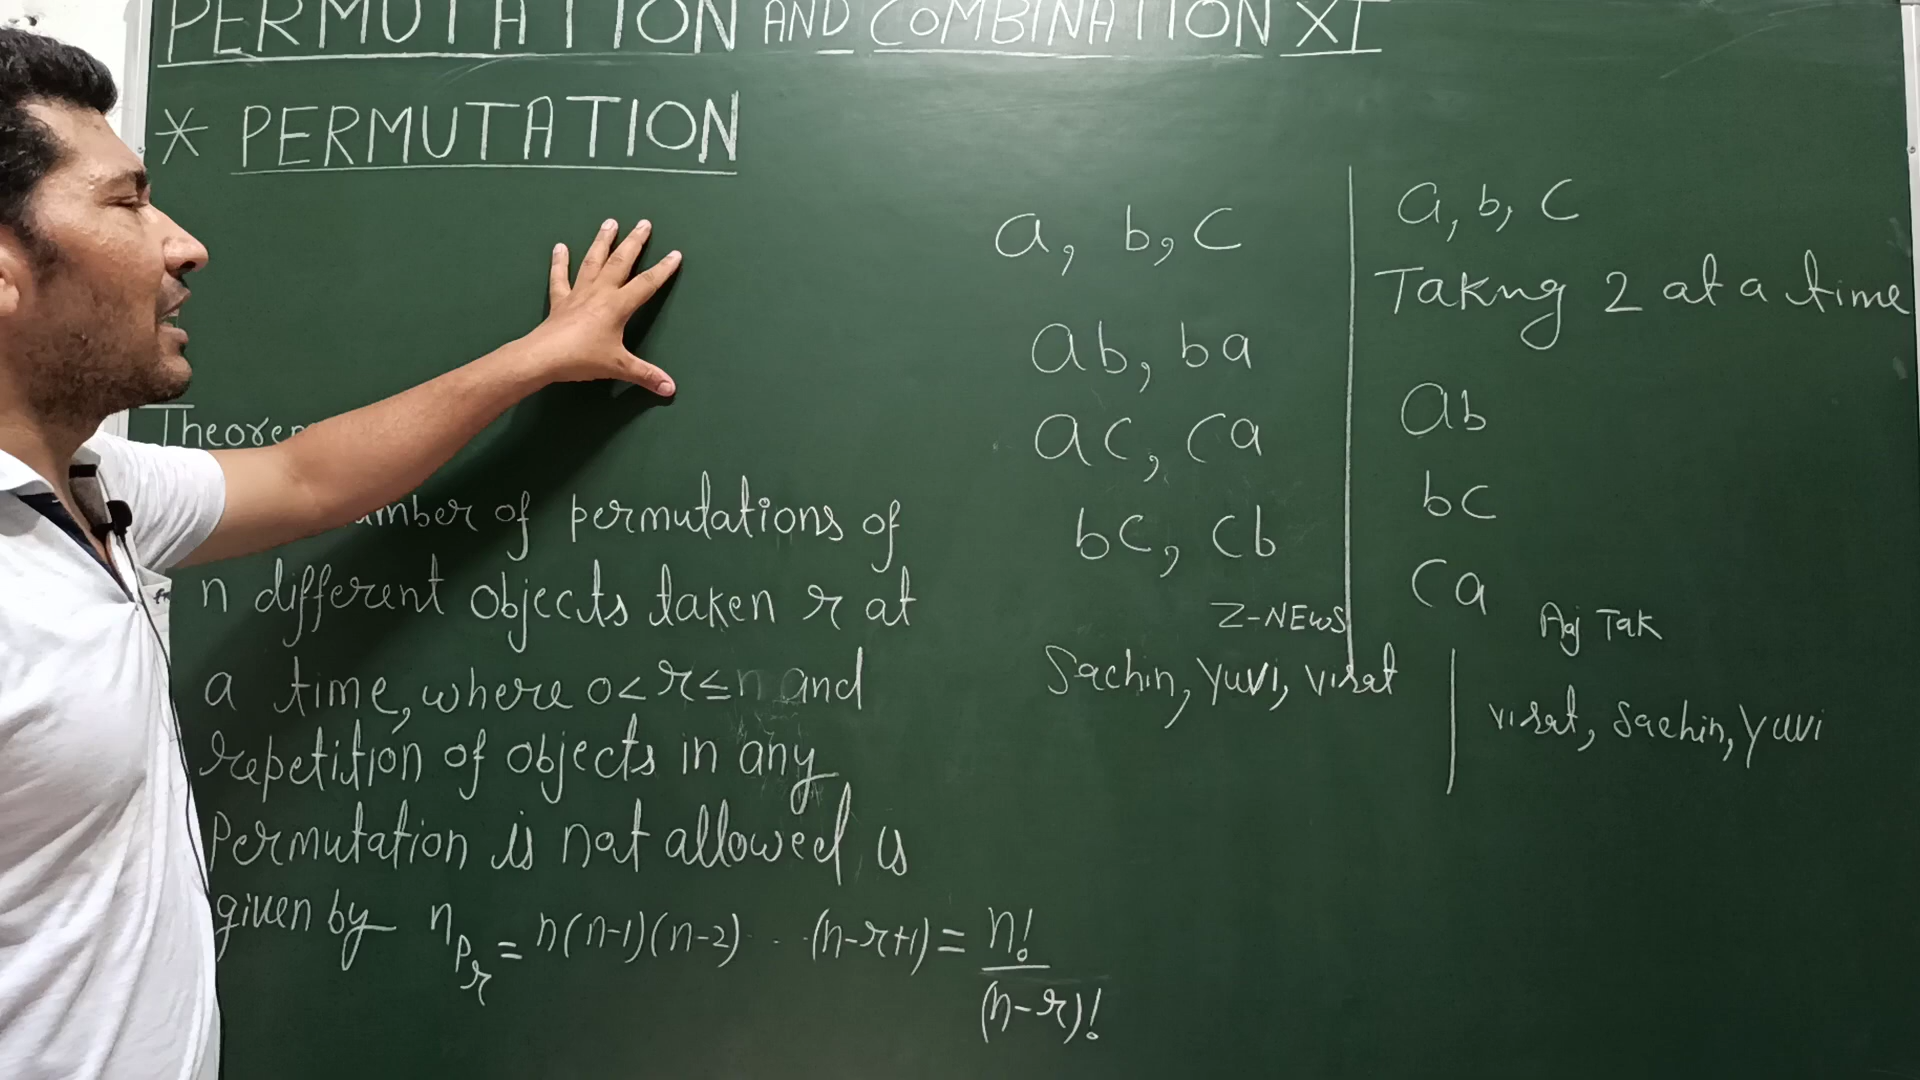 PERMUTATION AND COMBINATION XI
* PERMUTATION
Theorem
number of permutations of
n different objects taken r at
a time, where 0<r≤n and
repetition of objects in any
Permutation is not allowed is
given by nPr = n(n-1)(n-2) . . . (n-r+1) = n!/(n-r)!
a, b, c
ab, ba
ac, ca
bc, cb
Z-NEWS
Sachin, Yuvi, Virat
a, b, c
Takng 2 at a time
ab
bc
ca
Aaj Tak
Virat, Sachin, Yuvi